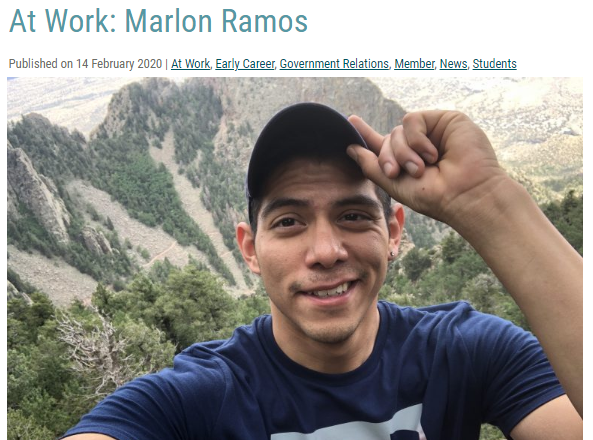 At Work: Marlon Ramos
Published on 14 February 2020 | At Work, Early Career, Government Relations, Member, News, Students